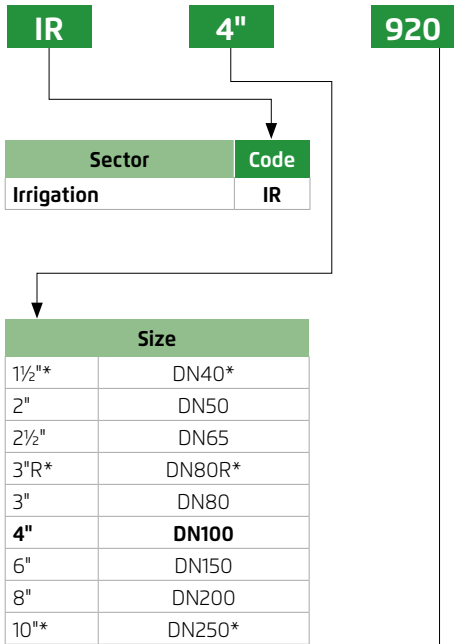 IR 4" 920
Sector Code
Irrigation IR
Size
1½"* DN40*
2" DN50
2½" DN65
3"R* DN80R*
3" DN80
4" DN100
6" DN150
8" DN200
10"* DN250*